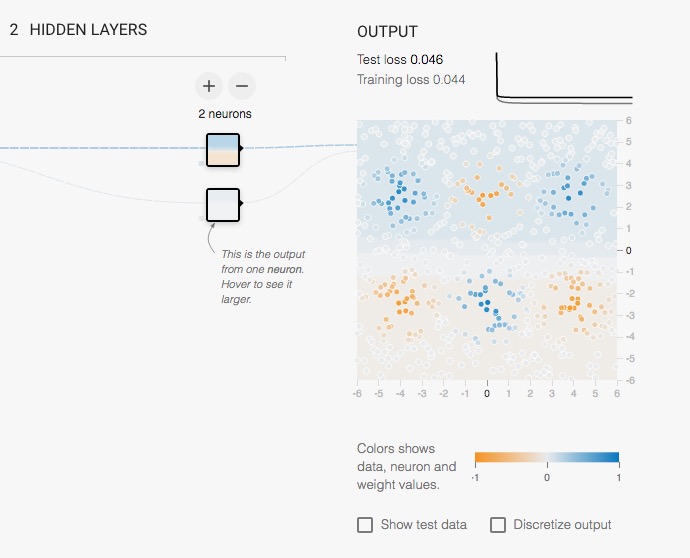 2 HIDDEN LAYERS
+ −
2 neurons
This is the output
from one neuron.
Hover to see it
larger.
OUTPUT
Test loss 0.046
Training loss 0.044
6
5
4
3
2
1
0
-1
-2
-3
-4
-5
-6
-6 -5 -4 -3 -2 -1 0 1 2 3 4 5 6
Colors shows
data, neuron and
weight values.
-1 0 1
Show test data Discretize output